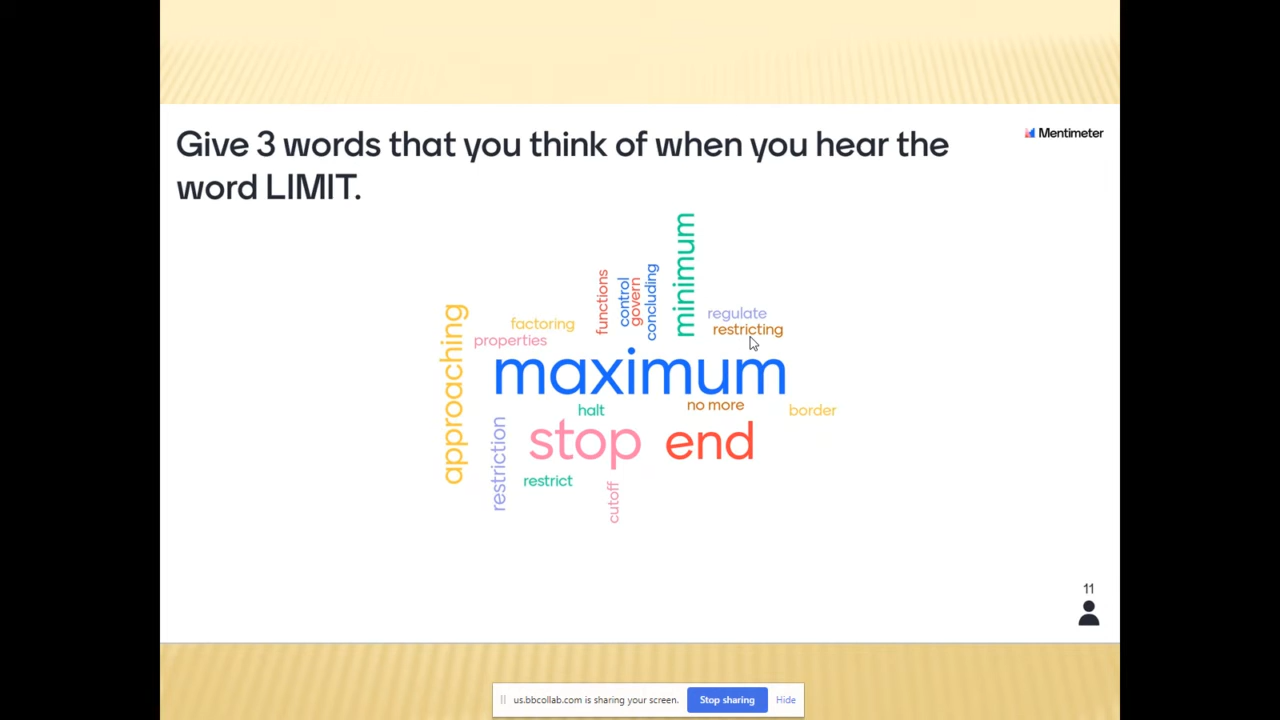 Give 3 words that you think of when you hear the
word LIMIT.
Mentimeter
minimum
functions
control
govern
concluding
regulate
restricting
approaching
factoring
properties
maximum
halt
no more
border
stop
end
restriction
restrict
cutoff
11
us.bbcollab.com is sharing your screen.
Stop sharing
Hide